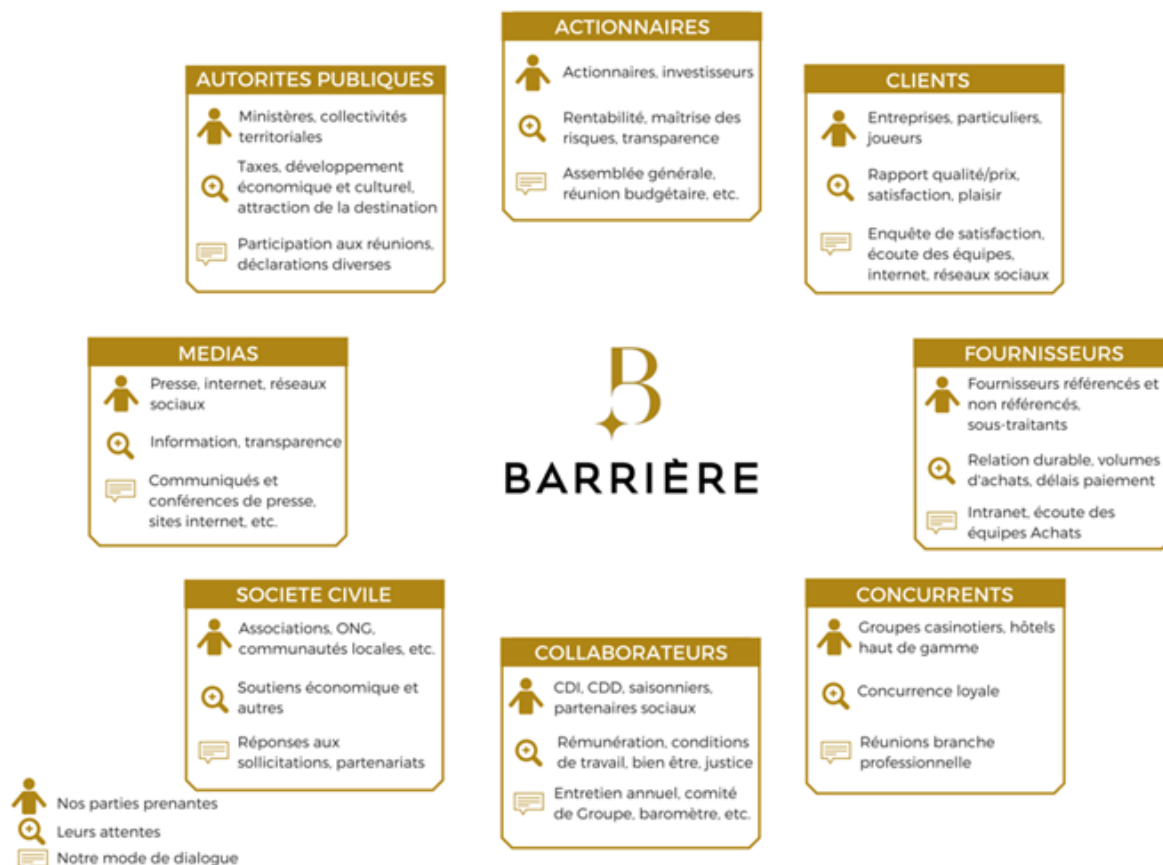 ACTIONNAIRES
Actionnaires, investisseurs
Rentabilité, maîtrise des
risques, transparence
Assemblée générale,
réunion budgétaire, etc.
AUTORITES PUBLIQUES
Ministères, collectivités
territoriales
Taxes, développement
économique et culturel,
attraction de la destination
Participation aux réunions,
déclarations diverses
CLIENTS
Entreprises, particuliers,
joueurs
Rapport qualité/prix,
satisfaction, plaisir
Enquête de satisfaction,
écoute des équipes,
internet, réseaux sociaux
MEDIAS
Presse, internet, réseaux
sociaux
Information, transparence
Communiqués et
conférences de presse,
sites internet, etc.
B
BARRIÈRE
FOURNISSEURS
Fournisseurs référencés et
non référencés,
sous-traitants
Relation durable, volumes
d'achats, délais paiement
Intranet, écoute des
équipes Achats
SOCIETE CIVILE
Associations, ONG,
communautés locales, etc.
Soutiens économique et
autres
Réponses aux
sollicitations, partenariats
COLLABORATEURS
CDI, CDD, saisonniers,
partenaires sociaux
Rémunération, conditions
de travail, bien être, justice
Entretien annuel, comité
de Groupe, baromètre, etc.
CONCURRENTS
Groupes casinotiers, hôtels
haut de gamme
Concurrence loyale
Réunions branche
professionnelle
Nos parties prenantes
Leurs attentes
Notre mode de dialogue